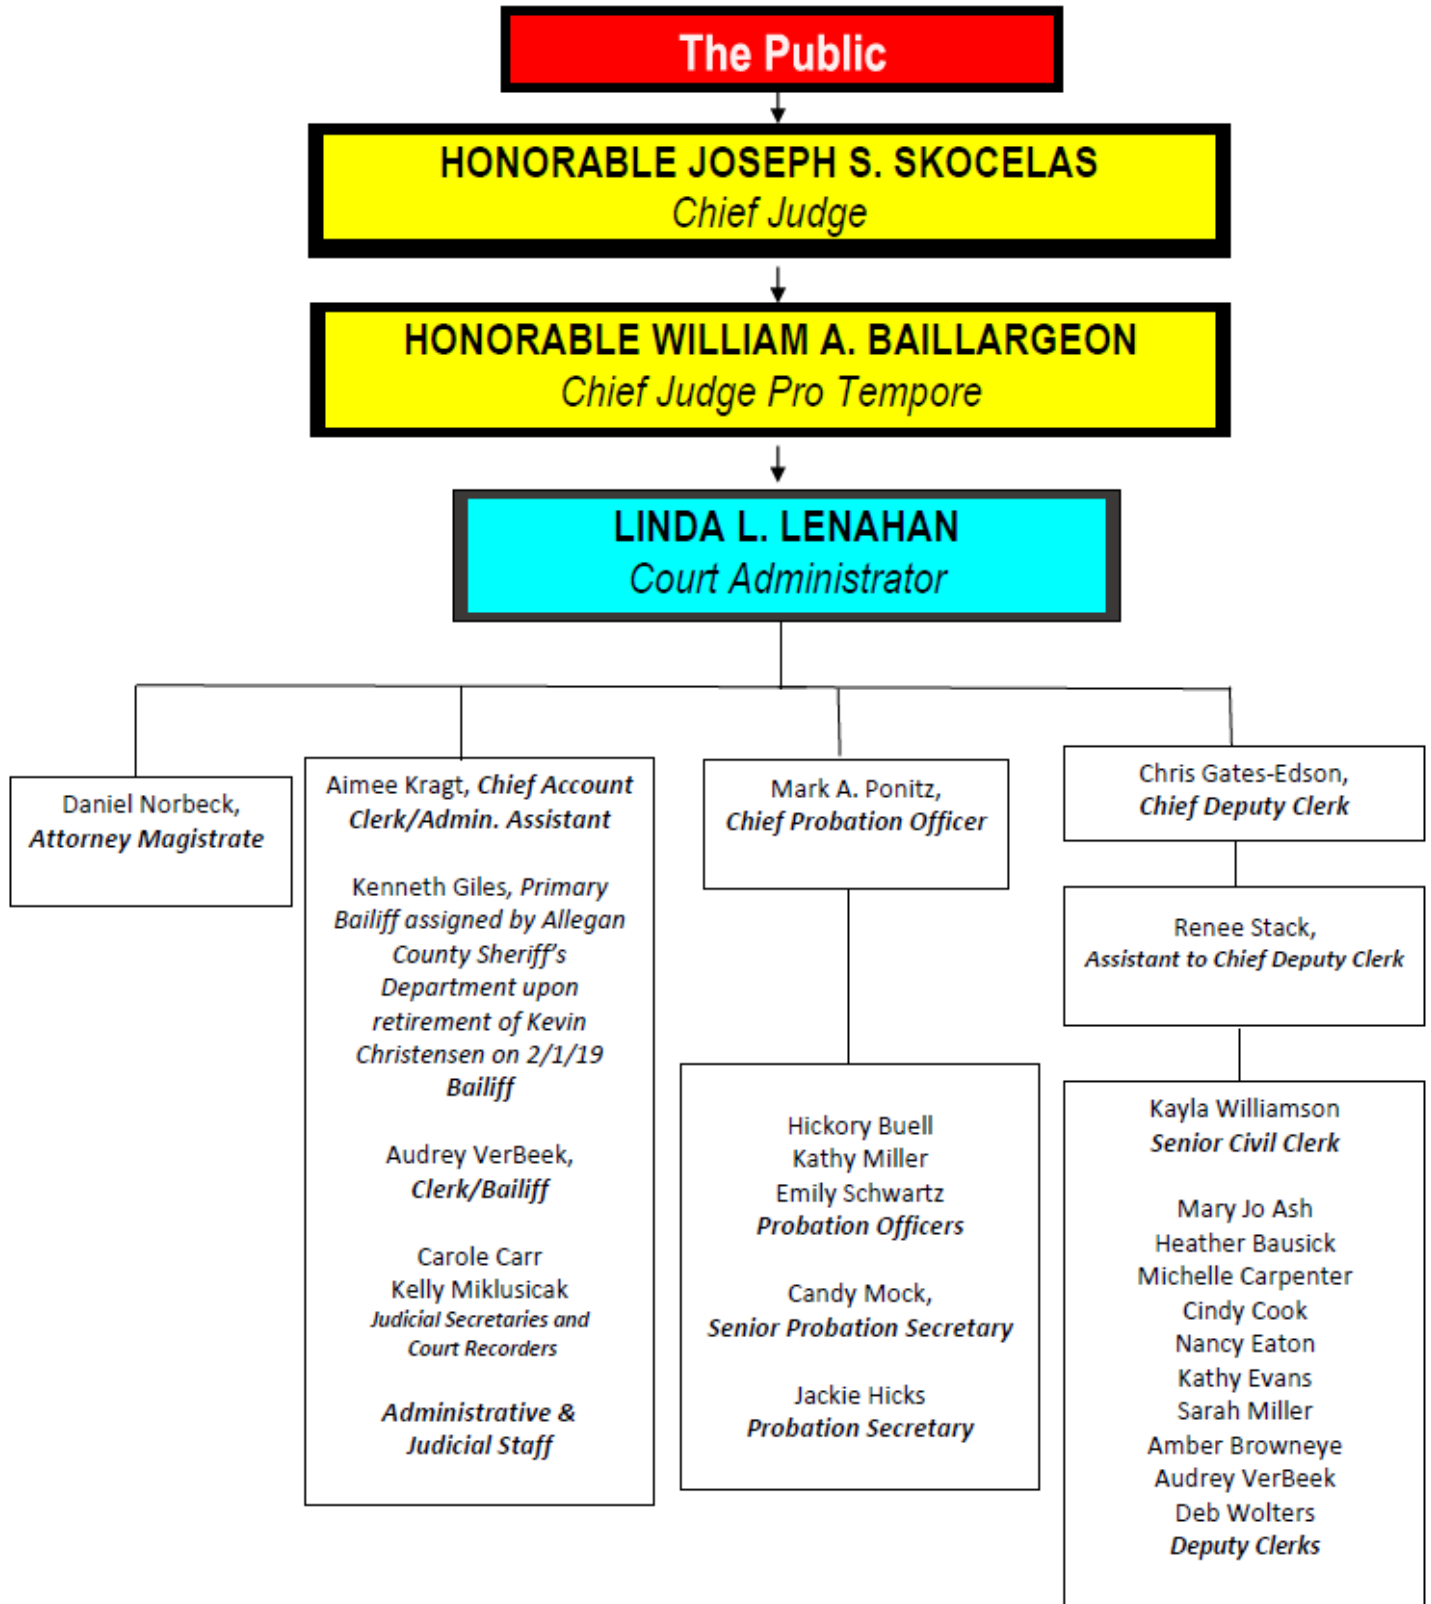 The Public
HONORABLE JOSEPH S. SKOCELAS
Chief Judge
HONORABLE WILLIAM A. BAILLARGEON
Chief Judge Pro Tempore
LINDA L. LENAHAN
Court Administrator
Daniel Norbeck,
Attorney Magistrate
Aimee Kragt, Chief Account
Clerk/Admin. Assistant
Kenneth Giles, Primary
Bailiff assigned by Allegan
County Sheriff's
Department upon
retirement of Kevin
Christensen on 2/1/19
Bailiff
Audrey VerBeek,
Clerk/Bailiff
Carole Carr
Kelly Miklusicak
Judicial Secretaries and
Court Recorders
Administrative &
Judicial Staff
Mark A. Ponitz,
Chief Probation Officer
Hickory Buell
Kathy Miller
Emily Schwartz
Probation Officers
Candy Mock,
Senior Probation Secretary
Jackie Hicks
Probation Secretary
Chris Gates-Edson,
Chief Deputy Clerk
Renee Stack,
Assistant to Chief Deputy Clerk
Kayla Williamson
Senior Civil Clerk
Mary Jo Ash
Heather Bausick
Michelle Carpenter
Cindy Cook
Nancy Eaton
Kathy Evans
Sarah Miller
Amber Browneye
Audrey VerBeek
Deb Wolters
Deputy Clerks